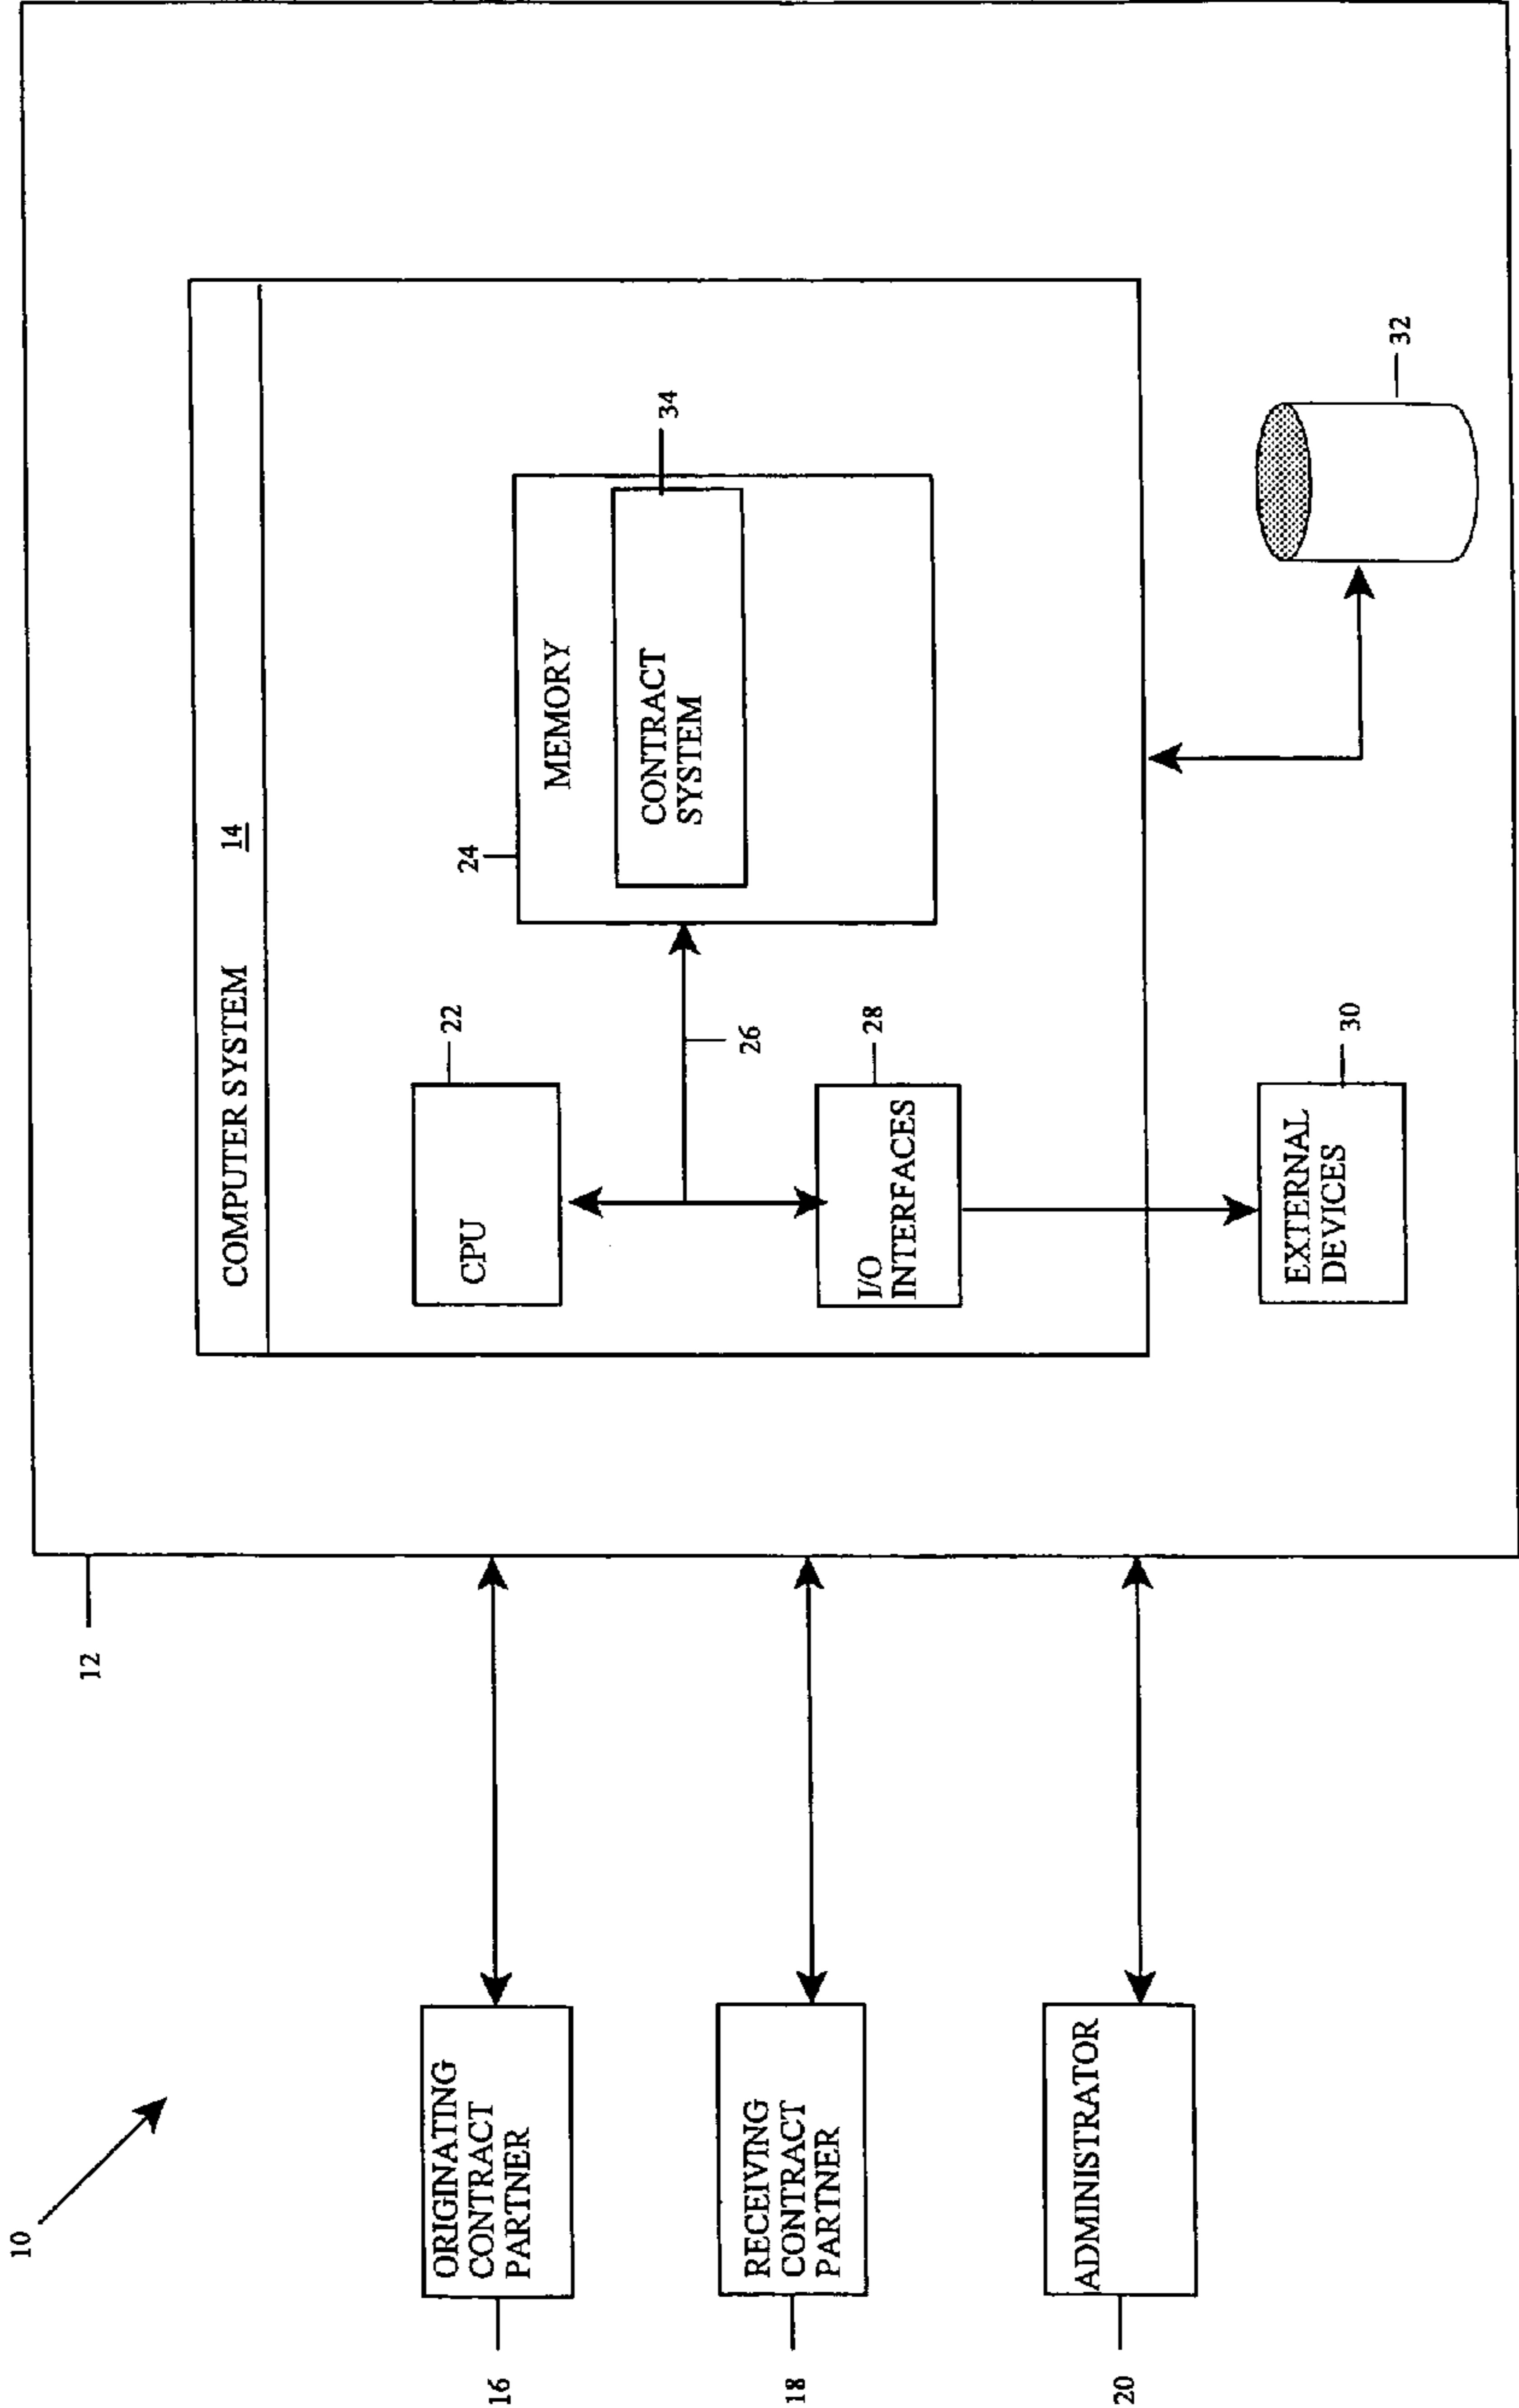 10
12
COMPUTER SYSTEM 14
16
ORIGINATING
CONTRACT
PARTNER
CPU
22
24
MEMORY
CONTRACT
SYSTEM
34
26
18
RECEIVING
CONTRACT
PARTNER
I/O
INTERFACES
28
20
ADMINISTRATOR
EXTERNAL
DEVICES
30
32